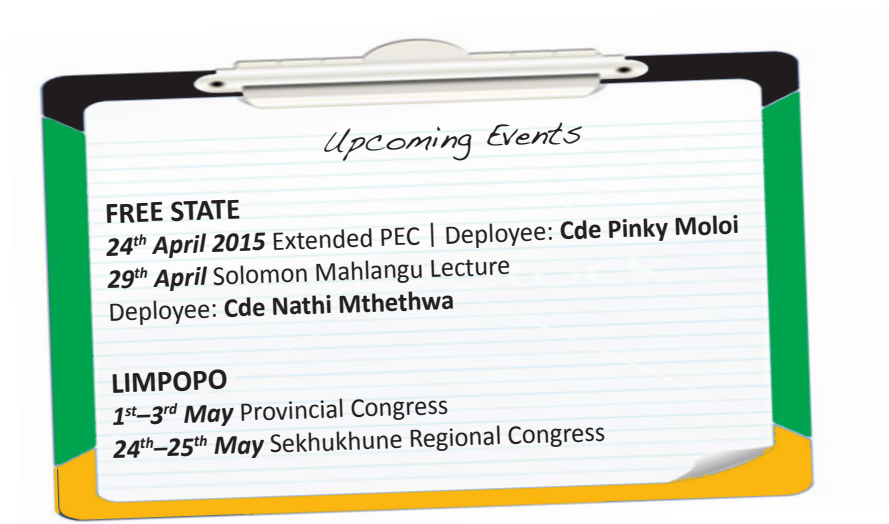 Upcoming Events
FREE STATE
24th April 2015 Extended PEC | Deployee: Cde Pinky Moloi
29th April Solomon Mahlangu Lecture
Deployee: Cde Nathi Mthethwa
LIMPOPO
1st–3rd May Provincial Congress
24th–25th May Sekhukhune Regional Congress